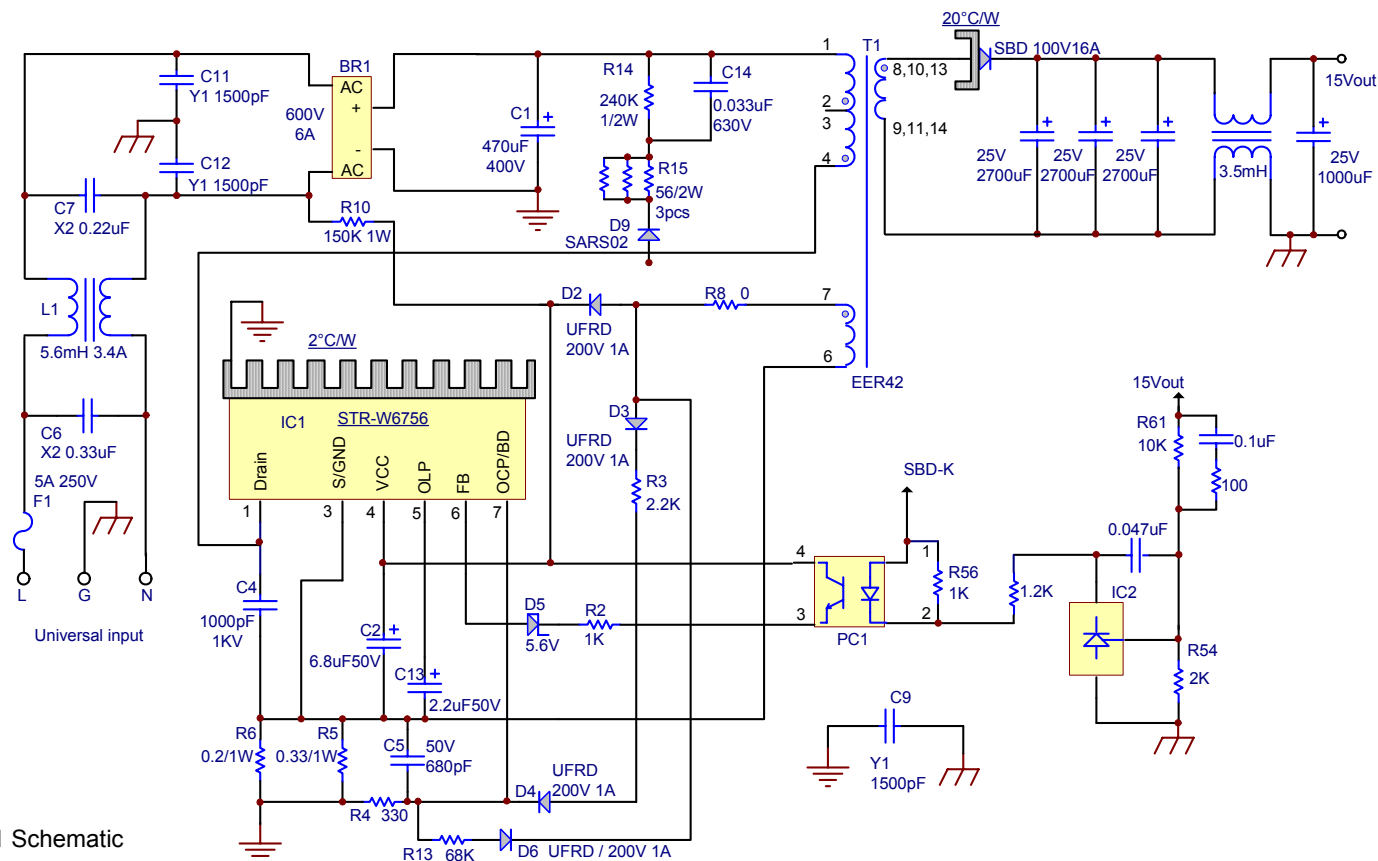 20°C/W
SBD 100V16A
1
T1
8,10,13
15Vout
C11
Y1 1500pF
BR1
AC
+
-
AC
600V
6A
R14
240K
1/2W
C14
0.033uF
630V
C1
+
470uF
400V
2
3
4
9,11,14
+
25V
2700uF
+
25V
2700uF
+
25V
2700uF
3.5mH
+
25V
1000uF
C12
Y1 1500pF
R15
56/2W
3pcs
C7
X2 0.22uF
R10
150K 1W
D9
SARS02
L1
5.6mH 3.4A
D2
UFRD
200V 1A
R8 0
7
6
EER42
2°C/W
IC1
STR-W6756
Drain
S/GND
VCC
OLP
FB
OCP/BD
1
3
4
5
6
7
C6
X2 0.33uF
5A 250V
F1
L
G
N
Universal input
D3
UFRD
200V 1A
R3
2.2K
15Vout
R61
10K
0.1uF
100
SBD-K
0.047uF
4
3
1
2
PC1
R56
1K
1.2K
IC2
R54
2K
C4
1000pF
1KV
C2
+
6.8uF50V
D5
5.6V
R2
1K
C13
+
2.2uF50V
R6
0.2/1W
R5
0.33/1W
C5
50V
680pF
UFRD
200V 1A
D4
R4 330
R13 68K
D6 UFRD / 200V 1A
C9
Y1
1500pF
Schematic